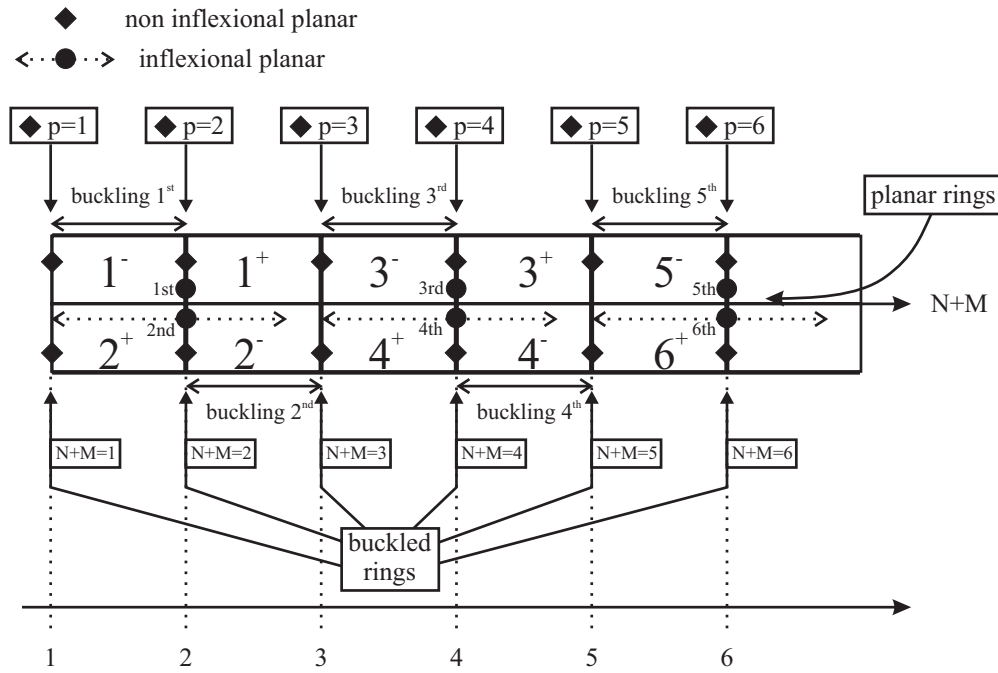 non inflexional planar
inflexional planar
p=1 p=2 p=3 p=4 p=5 p=6
buckling 1st buckling 3rd buckling 5th
planar rings
1- 1+ 3- 3+ 5-
1st 3rd 5th
N+M
2nd 4th 6th
2+ 2- 4+ 4- 6+
buckling 2nd buckling 4th
N+M=1 N+M=2 N+M=3 N+M=4 N+M=5 N+M=6
buckled
rings
1 2 3 4 5 6